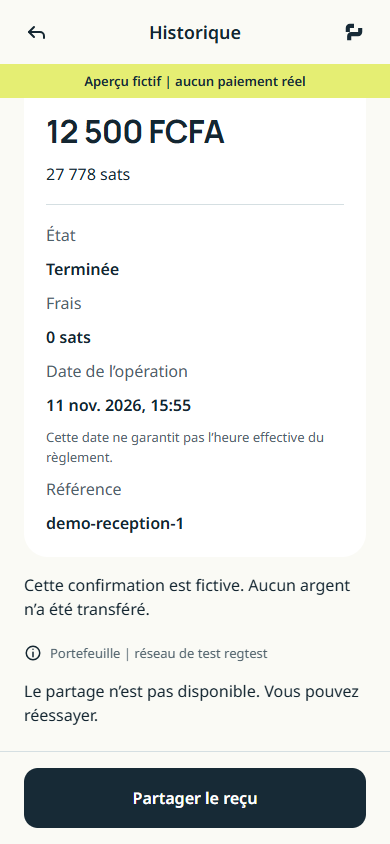 Historique
Aperçu fictif | aucun paiement réel
12 500 FCFA
27 778 sats
État
Terminée
Frais
0 sats
Date de l’opération
11 nov. 2026, 15:55
Cette date ne garantit pas l’heure effective du
règlement.
Référence
demo-reception-1
Cette confirmation est fictive. Aucun argent
n’a été transféré.
Portefeuille | réseau de test regtest
Le partage n’est pas disponible. Vous pouvez
réessayer.
Partager le reçu